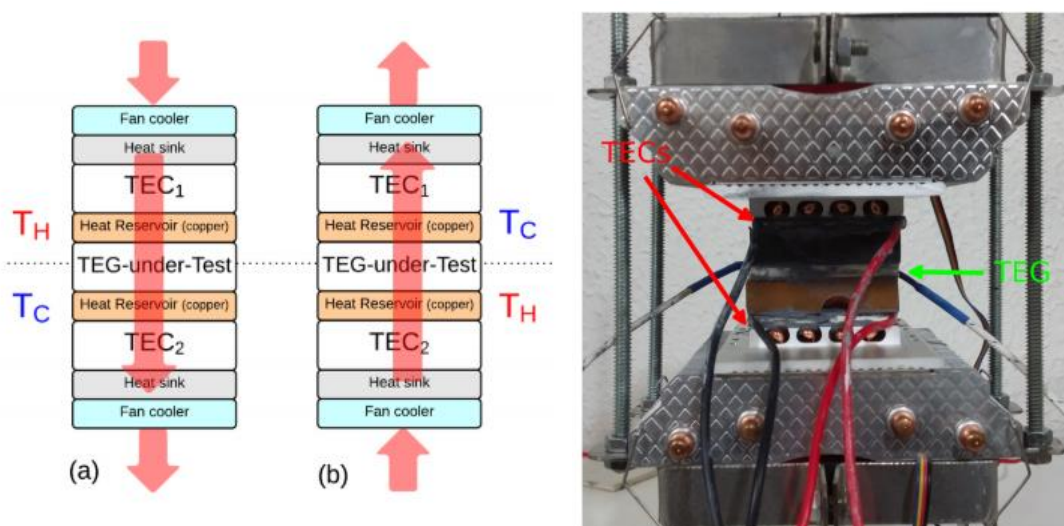 Fan cooler
Heat sink
TEC1
Heat Reservoir (copper)
TEG-under-Test
Heat Reservoir (copper)
TEC2
Heat sink
Fan cooler
TH
TC
(a)
Fan cooler
Heat sink
TEC1
Heat Reservoir (copper)
TEG-under-Test
Heat Reservoir (copper)
TEC2
Heat sink
Fan cooler
TC
TH
(b)
TECs
TEG